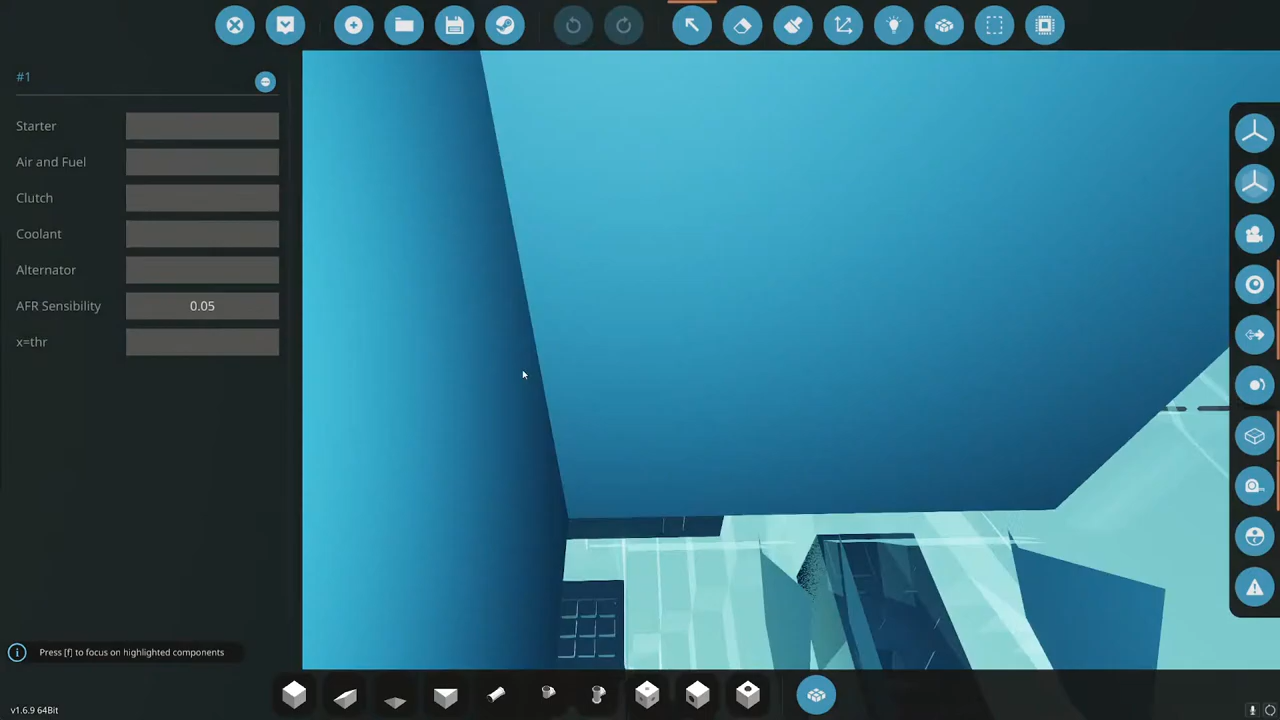 #1
Starter
Air and Fuel
Clutch
Coolant
Alternator
AFR Sensibility 0.05
x=thr
Press [f] to focus on highlighted components
v1.6.9 64Bit